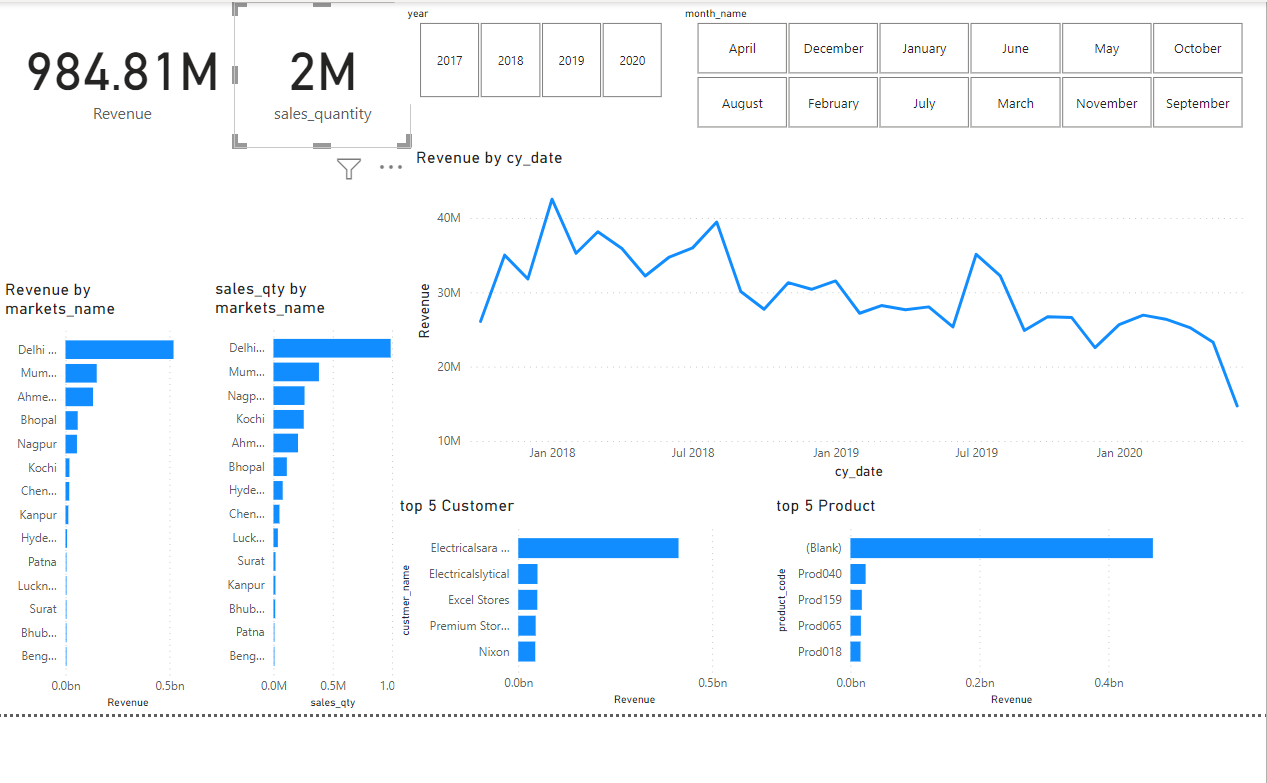 984.81M
Revenue
2M
sales_quantity
year
2017 2018 2019 2020
month_name
April December January June May October
August February July March November September
Revenue by cy_date
40M
30M
20M
10M
Revenue
Jan 2018 Jul 2018 Jan 2019 Jul 2019 Jan 2020
cy_date
Revenue by
markets_name
Delhi ...
Mum...
Ahme...
Bhopal
Nagpur
Kochi
Chen...
Kanpur
Hyde...
Patna
Luckn...
Surat
Bhub...
Beng...
0.0bn 0.5bn
Revenue
sales_qty by
markets_name
Delhi...
Mum...
Nagp...
Kochi
Ahm...
Bhopal
Hyde...
Chen...
Luck...
Surat
Kanpur
Bhub...
Patna
Beng...
0.0M 0.5M 1.0
sales_qty
top 5 Customer
custmer_name
Electricalsara ...
Electricalslytical
Excel Stores
Premium Stor...
Nixon
0.0bn 0.5bn
Revenue
top 5 Product
product_code
(Blank)
Prod040
Prod159
Prod065
Prod018
0.0bn 0.2bn 0.4bn
Revenue